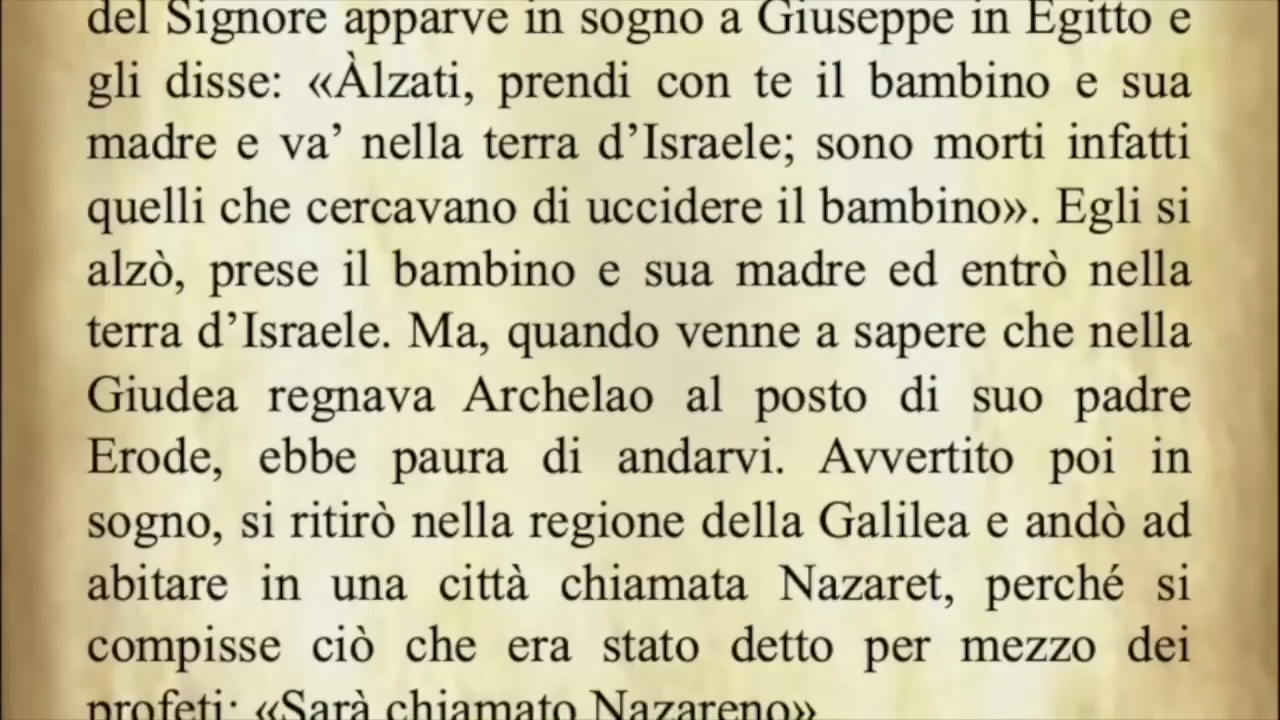 del Signore apparve in sogno a Giuseppe in Egitto e
gli disse: «Àlzati, prendi con te il bambino e sua
madre e va’ nella terra d’Israele; sono morti infatti
quelli che cercavano di uccidere il bambino». Egli si
alzò, prese il bambino e sua madre ed entrò nella
terra d’Israele. Ma, quando venne a sapere che nella
Giudea regnava Archelao al posto di suo padre
Erode, ebbe paura di andarvi. Avvertito poi in
sogno, si ritirò nella regione della Galilea e andò ad
abitare in una città chiamata Nazaret, perché si
compisse ciò che era stato detto per mezzo dei
profeti: «Sarà chiamato Nazareno»